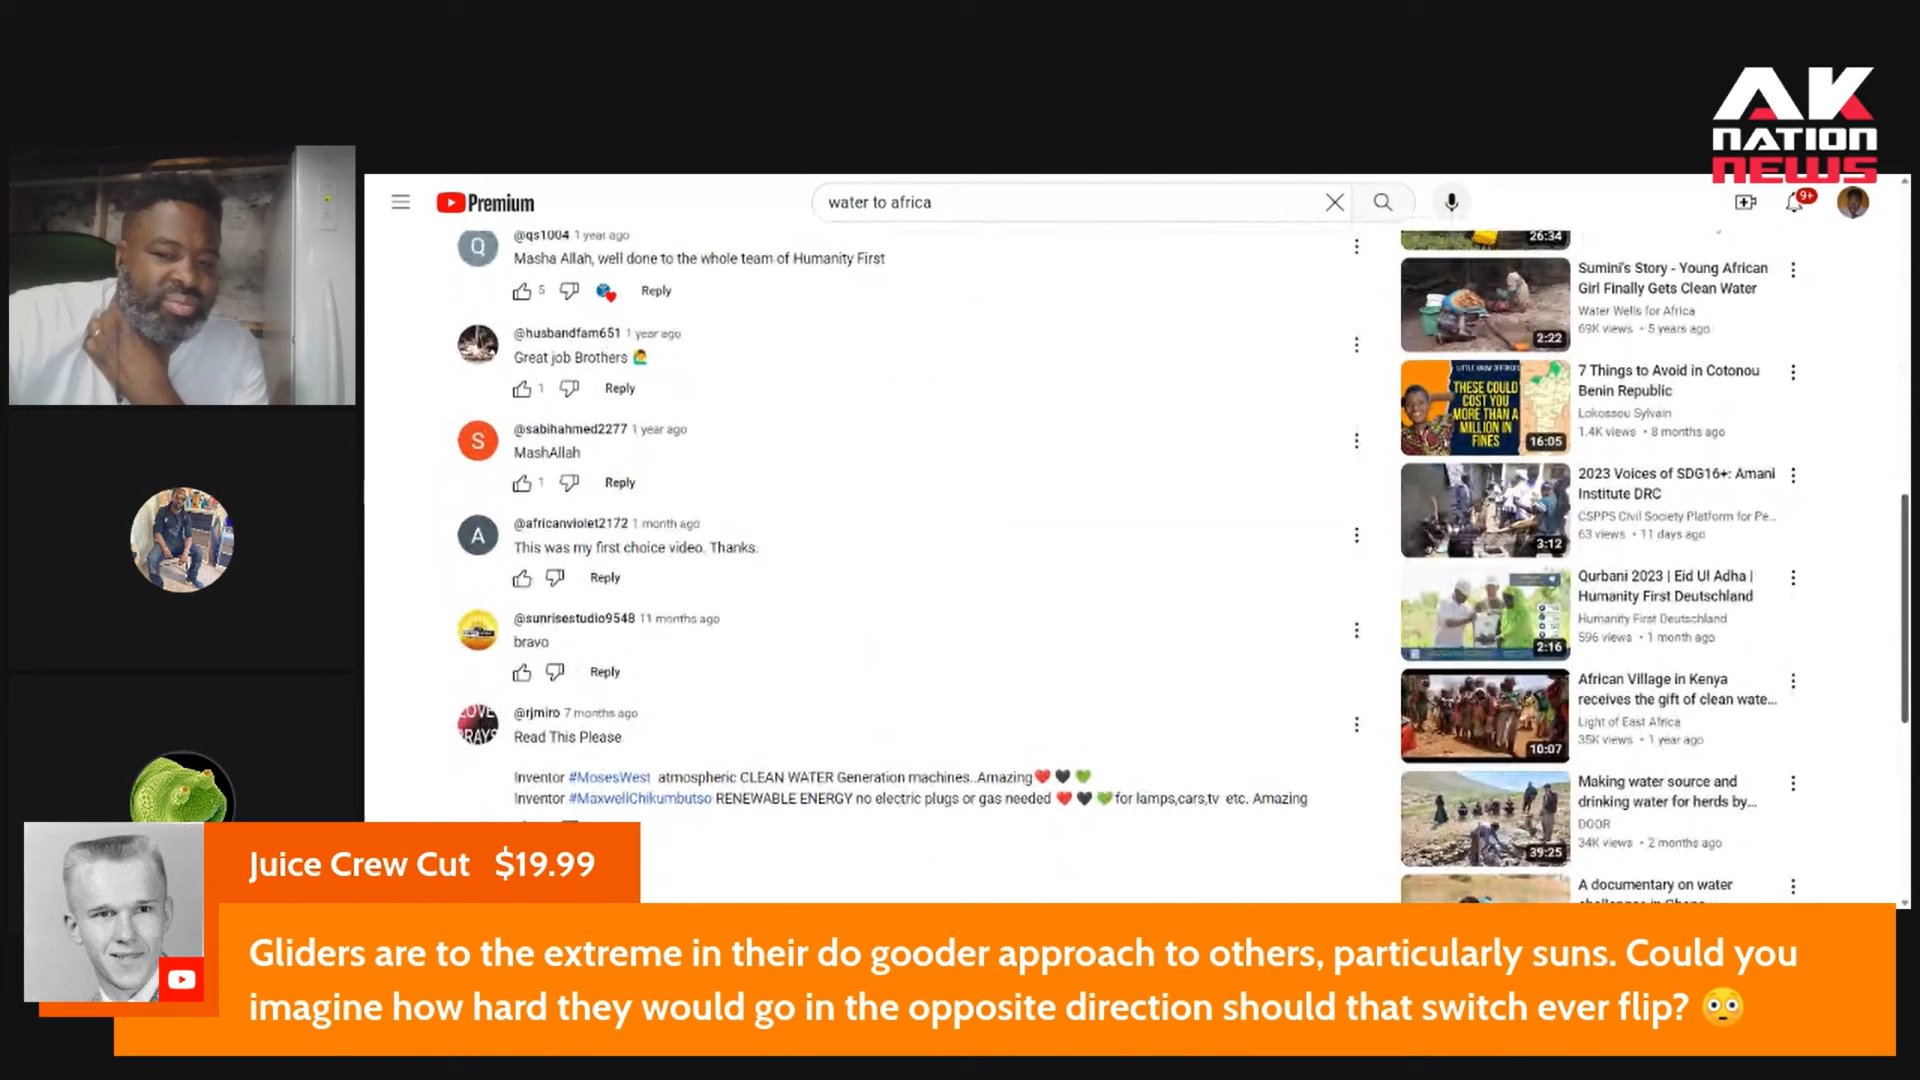 AK
NATION
NEWS
Premium
water to africa
9+
@qs1004 1 year ago
Masha Allah, well done to the whole team of Humanity First
5
Reply
@husbandfam651 1 year ago
Great job Brothers 🙋
1
Reply
S
@sabihahmed2277 1 year ago
MashAllah
1
Reply
A
@africanviolet2172 1 month ago
This was my first choice video. Thanks.
Reply
@sunrisestudio9548 11 months ago
bravo
Reply
LOVE
PRAYS
@rjmiro 7 months ago
Read This Please
Inventor #MosesWest atmospheric CLEAN WATER Generation machines..Amazing❤️🖤💚
Inventor #MaxwellChikumbutso RENEWABLE ENERGY no electric plugs or gas needed ❤️🖤💚for lamps,cars,tv etc. Amazing
Q
26:34
Sumini's Story - Young African
Girl Finally Gets Clean Water
Water Wells for Africa
69K views • 5 years ago
2:22
7 Things to Avoid in Cotonou
Benin Republic
Lokossou Sylvain
1.4K views • 8 months ago
THESE COULD
COST YOU
MORE THAN A
MILLION IN
FINES
16:05
2023 Voices of SDG16+: Amani
Institute DRC
CSPPS Civil Society Platform for Pe...
63 views • 11 days ago
3:12
Qurbani 2023 | Eid Ul Adha |
Humanity First Deutschland
Humanity First Deutschland
596 views • 1 month ago
2:16
African Village in Kenya
receives the gift of clean wate...
Light of East Africa
35K views • 1 year ago
10:07
Making water source and
drinking water for herds by...
DOOR
34K views • 2 months ago
39:25
A documentary on water
Juice Crew Cut $19.99
Gliders are to the extreme in their do gooder approach to others, particularly suns. Could you
imagine how hard they would go in the opposite direction should that switch ever flip? 😳